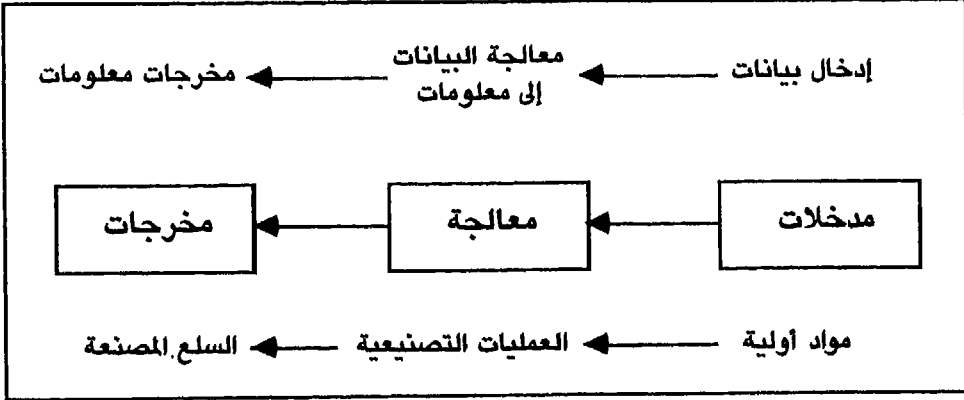 إدخال بيانات معالجة البيانات إلى معلومات مخرجات معلومات
مدخلات معالجة مخرجات
مواد أولية العمليات التصنيعية السلع المصنعة